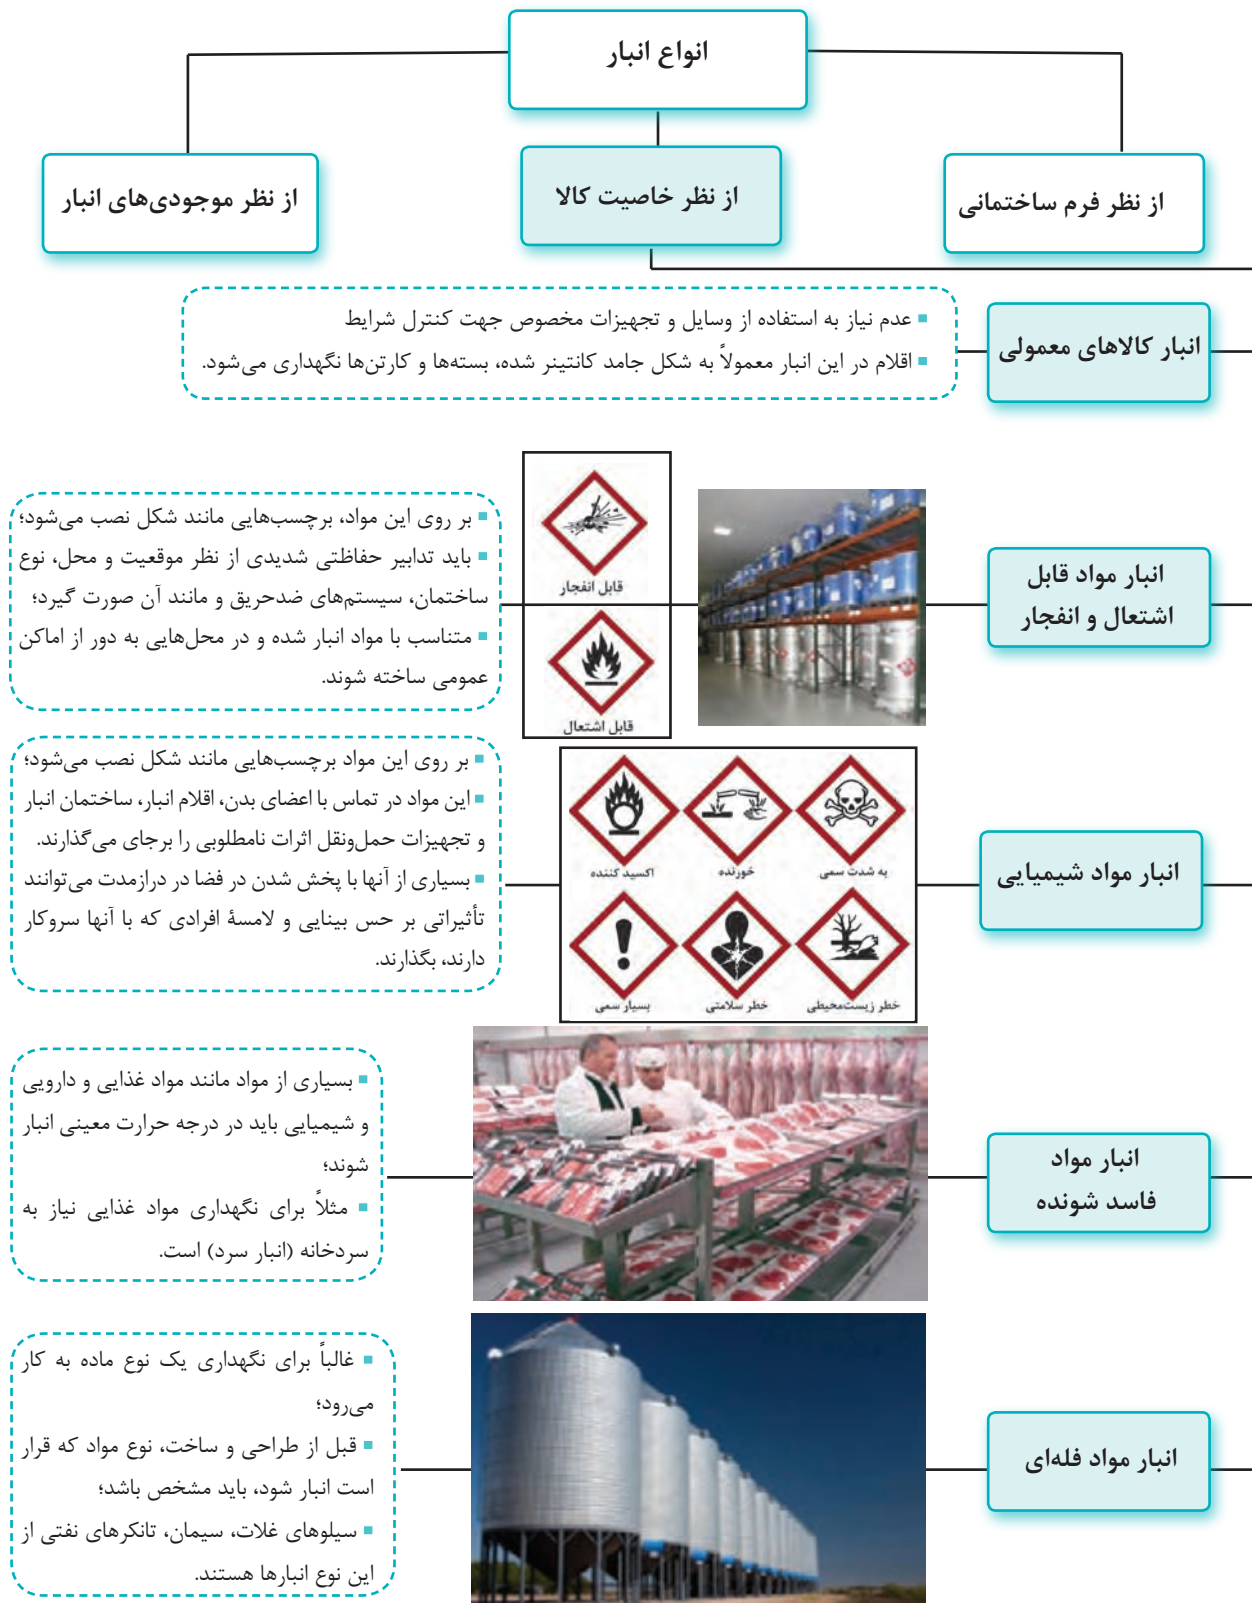 انواع انبار
از نظر فرم ساختمانی
از نظر خاصیت کالا
از نظر موجودی‌های انبار
انبار کالاهای معمولی
▪ عدم نیاز به استفاده از وسایل و تجهیزات مخصوص جهت کنترل شرایط
▪ اقلام در این انبار معمولاً به شکل جامد کانتینر شده، بسته‌ها و کارتن‌ها نگهداری می‌شود.
انبار مواد قابل
اشتعال و انفجار
قابل انفجار
قابل اشتعال
▪ بر روی این مواد، برچسب‌هایی مانند شکل نصب می‌شود؛
▪ باید تدابیر حفاظتی شدیدی از نظر موقعیت و محل، نوع
ساختمان، سیستم‌های ضدحریق و مانند آن صورت گیرد؛
▪ متناسب با مواد انبار شده و در محل‌هایی به دور از اماکن
عمومی ساخته شوند.
انبار مواد شیمیایی
به شدت سمی
خورنده
اکسید کننده
خطر زیست‌محیطی
خطر سلامتی
بسیار سمی
▪ بر روی این مواد برچسب‌هایی مانند شکل نصب می‌شود؛
▪ این مواد در تماس با اعضای بدن، اقلام انبار، ساختمان انبار
و تجهیزات حمل‌ونقل اثرات نامطلوبی را برجای می‌گذارند.
▪ بسیاری از آنها با پخش شدن در فضا در درازمدت می‌توانند
تأثیراتی بر حس بینایی و لامسهٔ افرادی که با آنها سروکار
دارند، بگذارند.
انبار مواد
فاسد شونده
▪ بسیاری از مواد مانند مواد غذایی و دارویی
و شیمیایی باید در درجه حرارت معینی انبار
شوند؛
▪ مثلاً برای نگهداری مواد غذایی نیاز به
سردخانه (انبار سرد) است.
انبار مواد فله‌ای
▪ غالباً برای نگهداری یک نوع ماده به کار
می‌رود؛
▪ قبل از طراحی و ساخت، نوع مواد که قرار
است انبار شود، باید مشخص باشد؛
▪ سیلوهای غلات، سیمان، تانکرهای نفتی از
این نوع انبارها هستند.